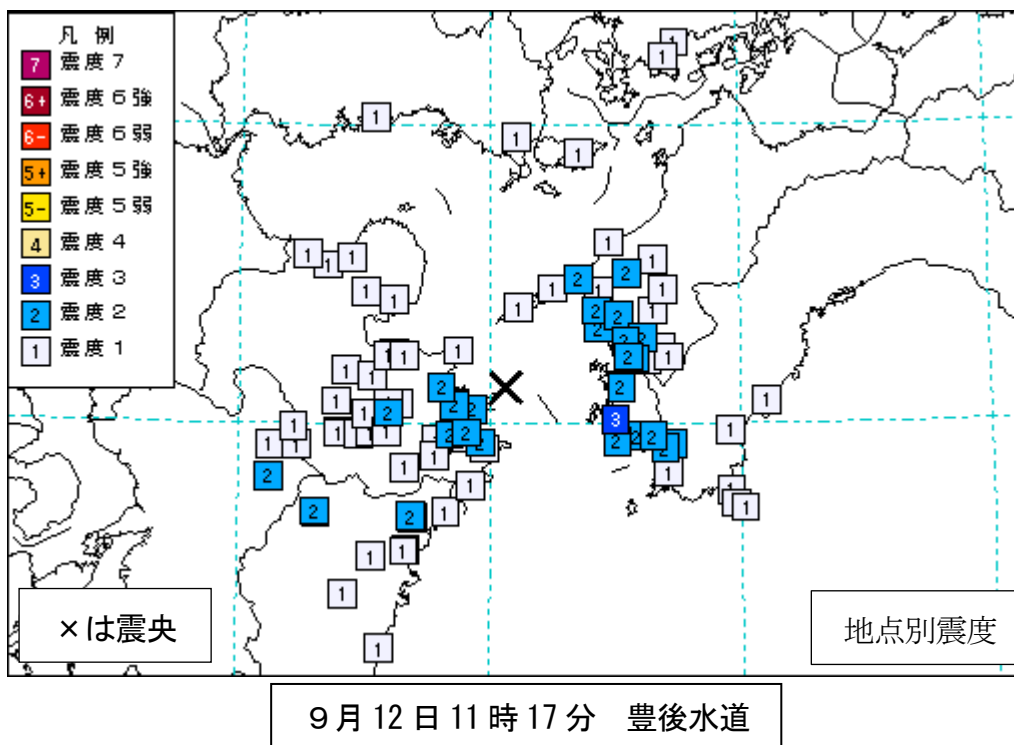 凡 例
7 震度7
6+ 震度6強
6- 震度6弱
5+ 震度5強
5- 震度5弱
4 震度4
3 震度3
2 震度2
1 震度1
×は震央
地点別震度
９月 12 日 11 時 17 分　豊後水道